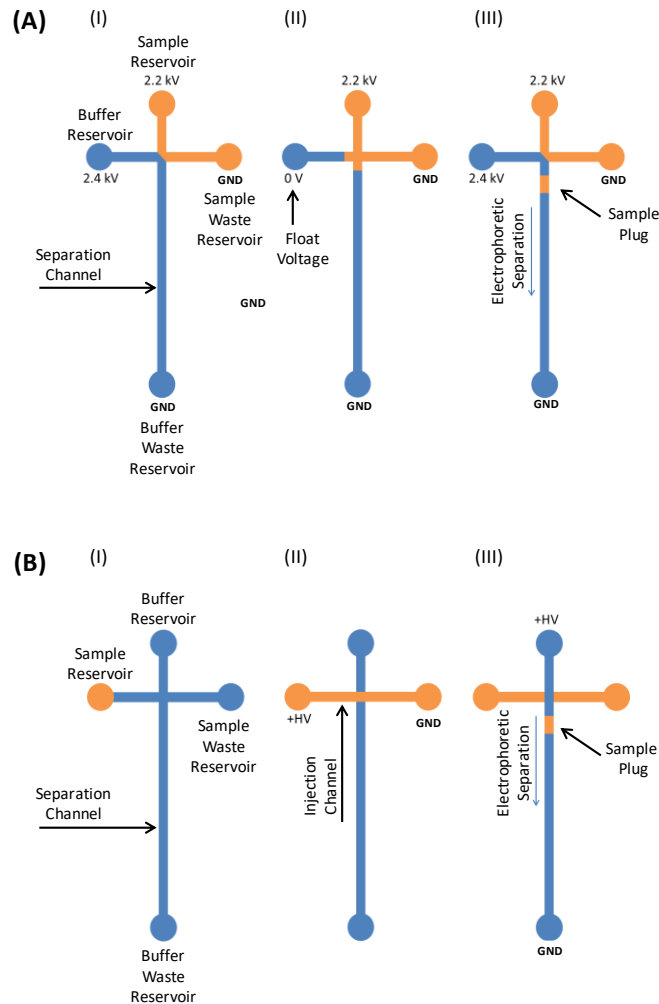 (A)
(I)
(II)
(III)
Sample
Reservoir
2.2 kV
2.2 kV
2.2 kV
Buffer
Reservoir
2.4 kV
GND
0 V
GND
2.4 kV
GND
Sample
Waste
Reservoir
Float
Voltage
Electrophoretic
Separation
Sample
Plug
Separation
Channel
GND
GND
GND
GND
Buffer
Waste
Reservoir
(B)
(I)
(II)
(III)
Buffer
Reservoir
+HV
Sample
Reservoir
Sample
Waste
Reservoir
+HV
GND
Injection
Channel
Electrophoretic
Separation
Sample
Plug
Separation
Channel
Buffer
Waste
Reservoir
GND